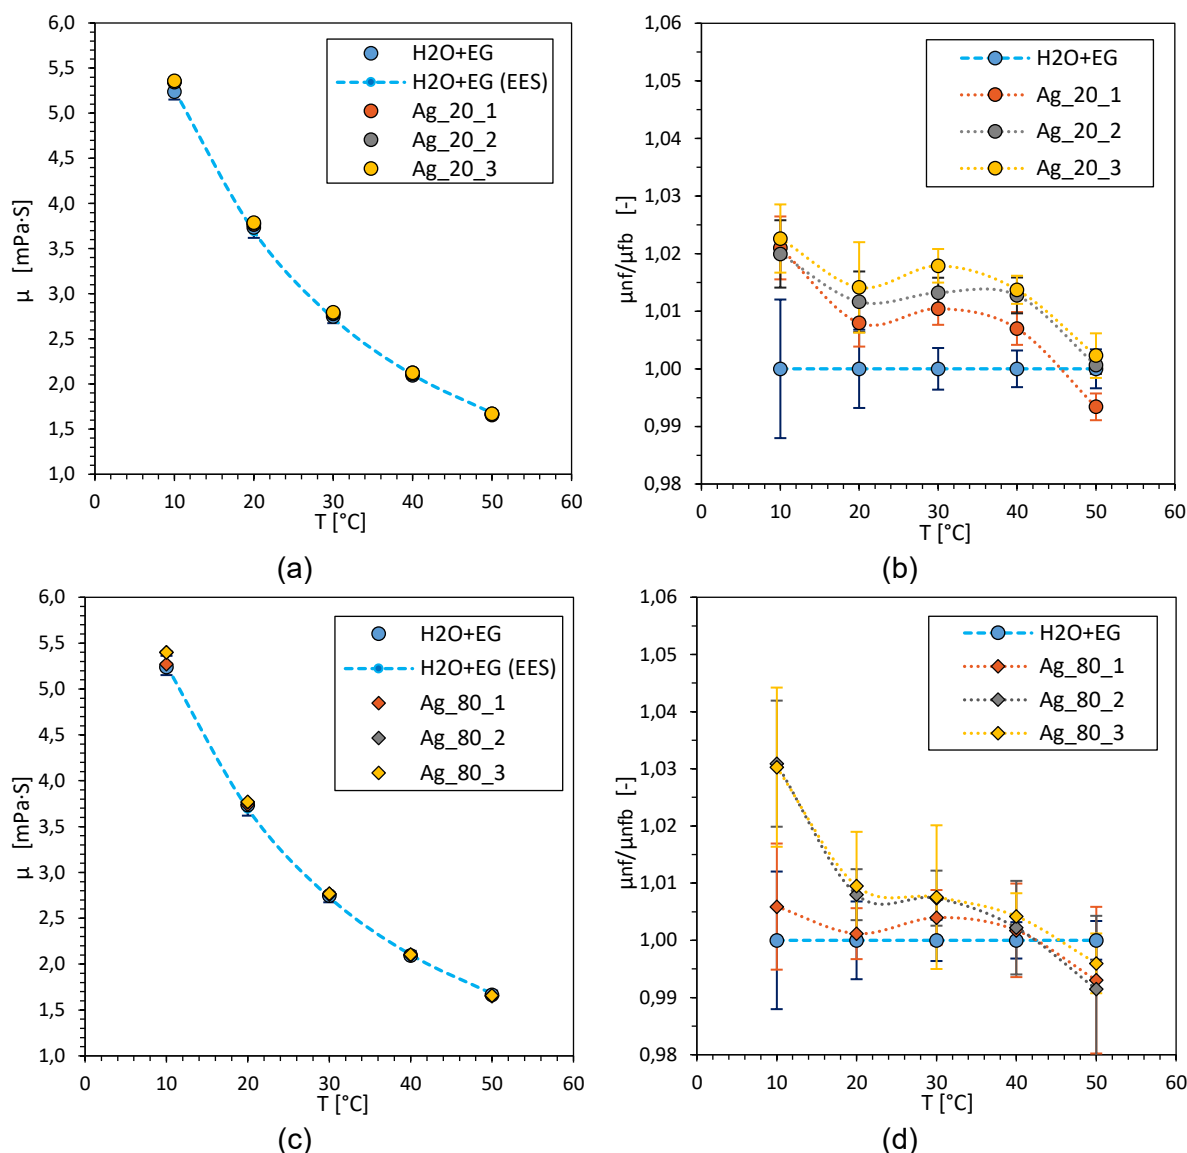 6,0
5,5
5,0
4,5
4,0
3,5
3,0
2,5
2,0
1,5
1,0
μ [mPa·S]
H2O+EG
H2O+EG (EES)
Ag_20_1
Ag_20_2
Ag_20_3
0 10 20 30 40 50 60
T [°C]
(a)
1,06
1,05
1,04
1,03
1,02
1,01
1,00
0,99
0,98
μnf/μfb [-]
H2O+EG
Ag_20_1
Ag_20_2
Ag_20_3
0 10 20 30 40 50 60
T [°C]
(b)
6,0
5,5
5,0
4,5
4,0
3,5
3,0
2,5
2,0
1,5
1,0
μ [mPa·S]
H2O+EG
H2O+EG (EES)
Ag_80_1
Ag_80_2
Ag_80_3
0 10 20 30 40 50 60
T [°C]
(c)
1,06
1,05
1,04
1,03
1,02
1,01
1,00
0,99
0,98
μnf/μnfb [-]
H2O+EG
Ag_80_1
Ag_80_2
Ag_80_3
0 10 20 30 40 50 60
T [°C]
(d)